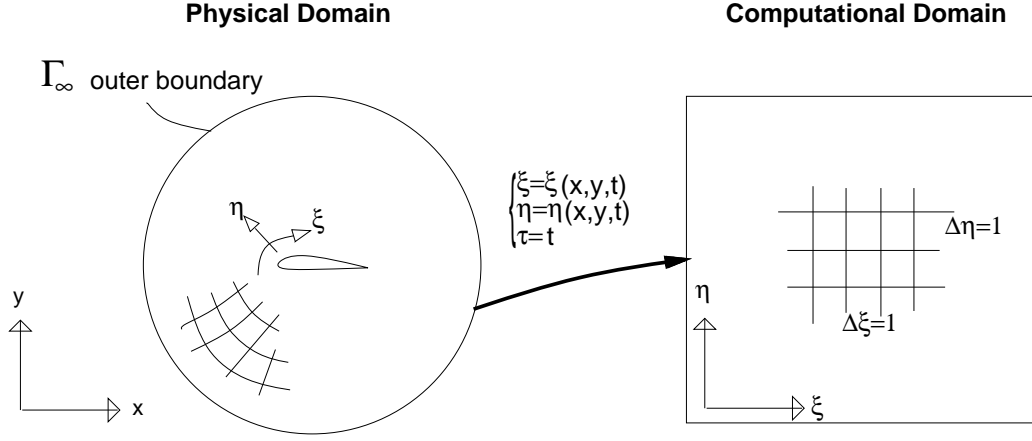 Physical Domain
Computational Domain
Γ∞ outer boundary
η
ξ
ξ=ξ(x,y,t)
η=η(x,y,t)
τ=t
Δη=1
Δξ=1
y
x
η
ξ